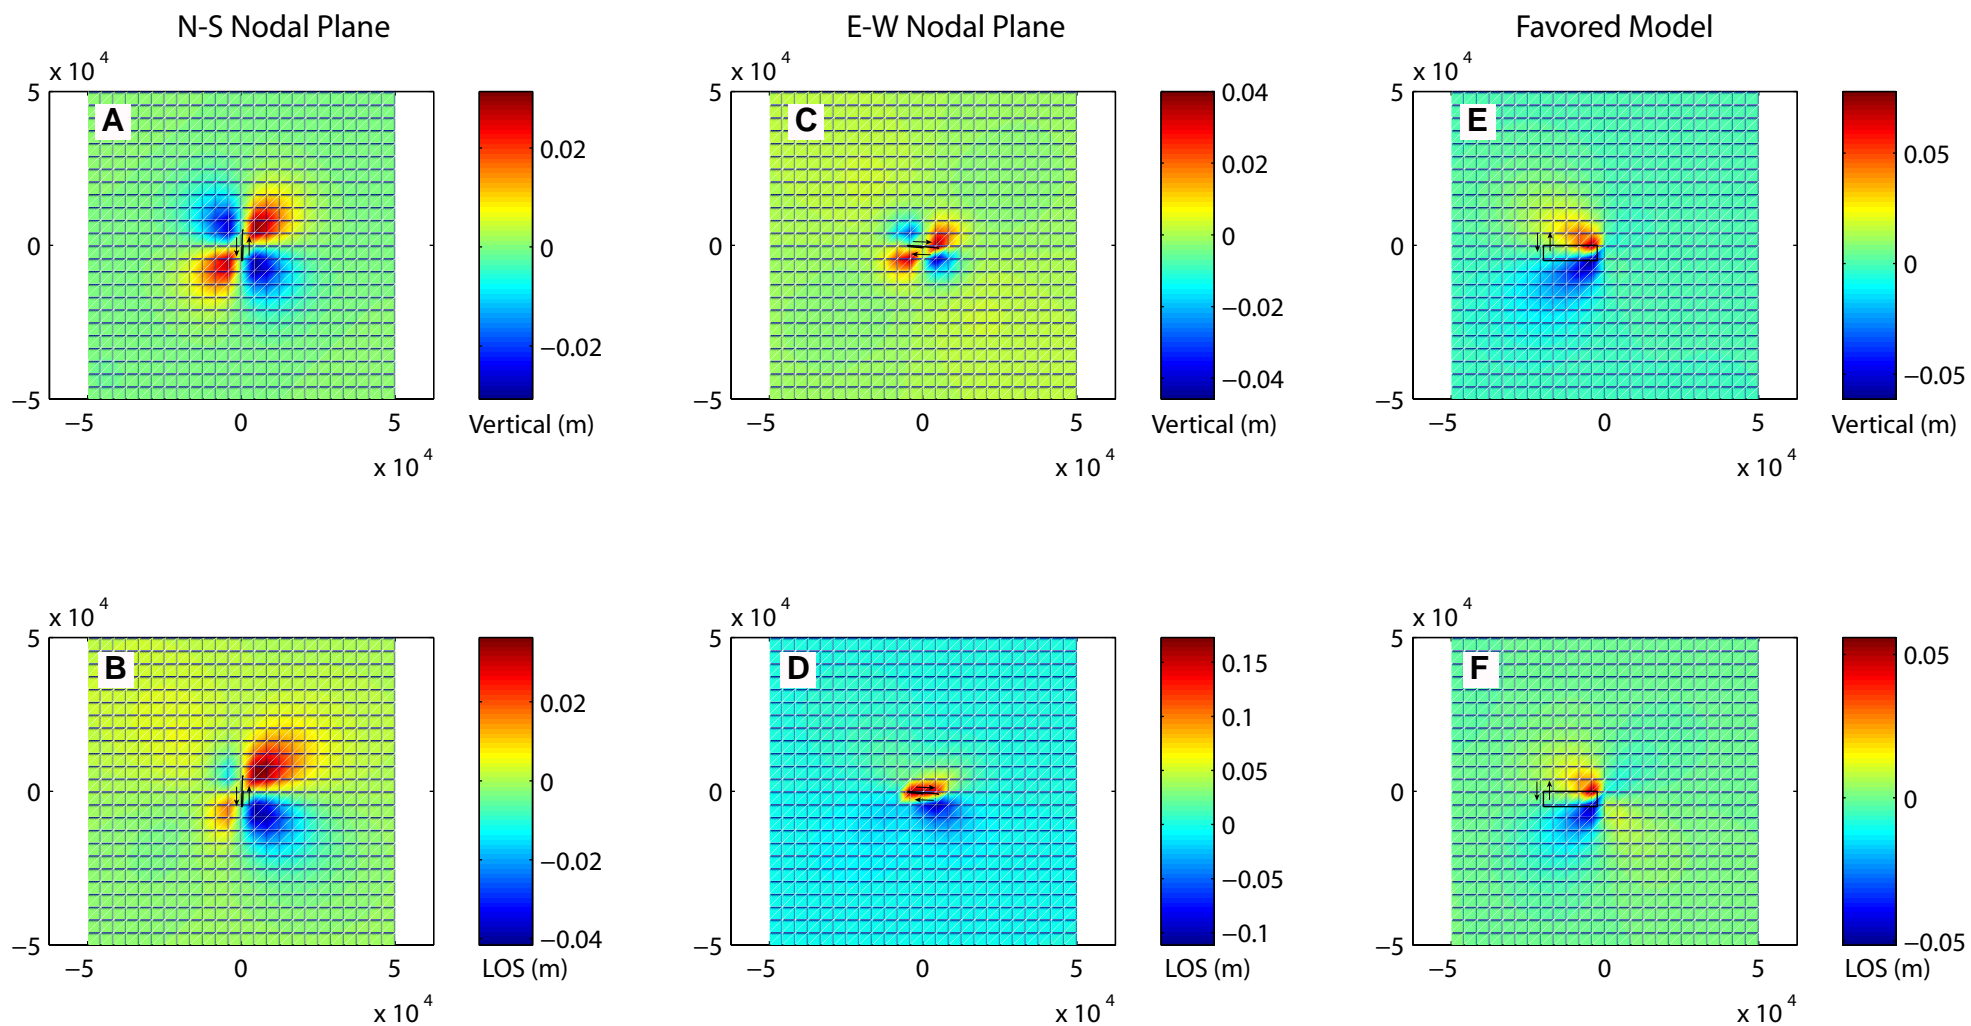 N-S Nodal Plane
E-W Nodal Plane
Favored Model
x 10 4
5
0
−5
A
−5 0 5
x 10 4
0.02
0
−0.02
Vertical (m)
x 10 4
5
0
−5
C
−5 0 5
x 10 4
0.04
0.02
0
−0.02
−0.04
Vertical (m)
x 10 4
5
0
−5
E
−5 0 5
x 10 4
0.05
0
−0.05
Vertical (m)
x 10 4
5
0
−5
B
−5 0 5
x 10 4
0.02
0
−0.02
−0.04
LOS (m)
x 10 4
5
0
−5
D
−5 0 5
x 10 4
0.15
0.1
0.05
0
−0.05
−0.1
LOS (m)
x 10 4
5
0
−5
F
−5 0 5
x 10 4
0.05
0
−0.05
LOS (m)